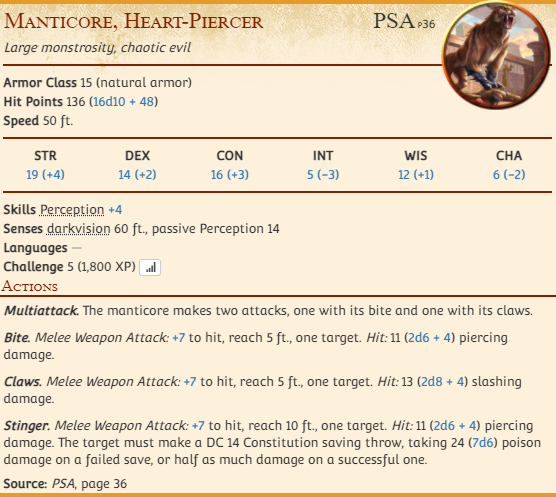 Manticore, Heart-Piercer PSA p36
Large monstrosity, chaotic evil
Armor Class 15 (natural armor)
Hit Points 136 (16d10 + 48)
Speed 50 ft.
STR DEX CON INT WIS CHA
19 (+4) 14 (+2) 16 (+3) 5 (−3) 12 (+1) 6 (−2)
Skills Perception +4
Senses darkvision 60 ft., passive Perception 14
Languages —
Challenge 5 (1,800 XP)
Actions
Multiattack. The manticore makes two attacks, one with its bite and one with its claws.
Bite. Melee Weapon Attack: +7 to hit, reach 5 ft., one target. Hit: 11 (2d6 + 4) piercing
damage.
Claws. Melee Weapon Attack: +7 to hit, reach 5 ft., one target. Hit: 13 (2d8 + 4) slashing
damage.
Stinger. Melee Weapon Attack: +7 to hit, reach 10 ft., one target. Hit: 11 (2d6 + 4) piercing
damage. The target must make a DC 14 Constitution saving throw, taking 24 (7d6) poison
damage on a failed save, or half as much damage on a successful one.
Source: PSA, page 36